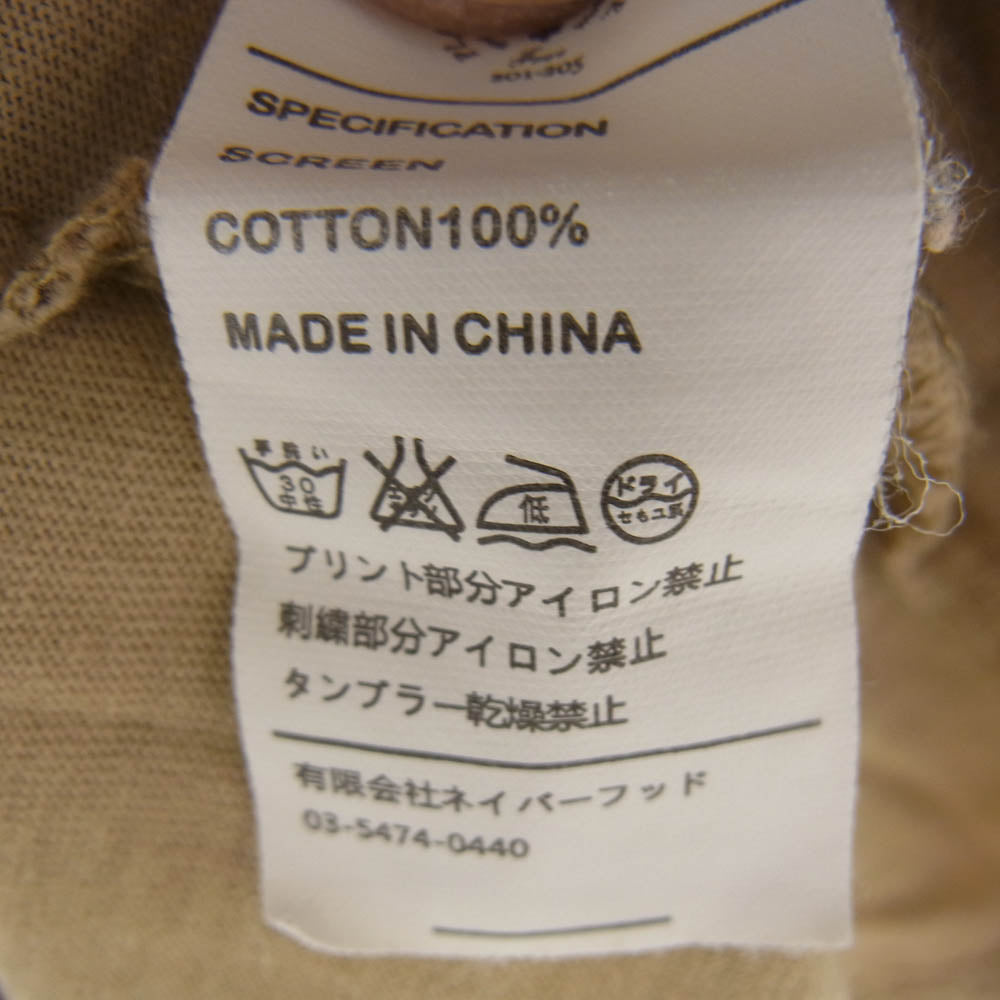 SPECIFICATION
SCREEN
COTTON100%
MADE IN CHINA
手洗い
30
中性
低
ドライ
プリント部分アイロン禁止
刺繍部分アイロン禁止
タンブラー乾燥禁止
有限会社ネイバーフッド
03-5474-0440